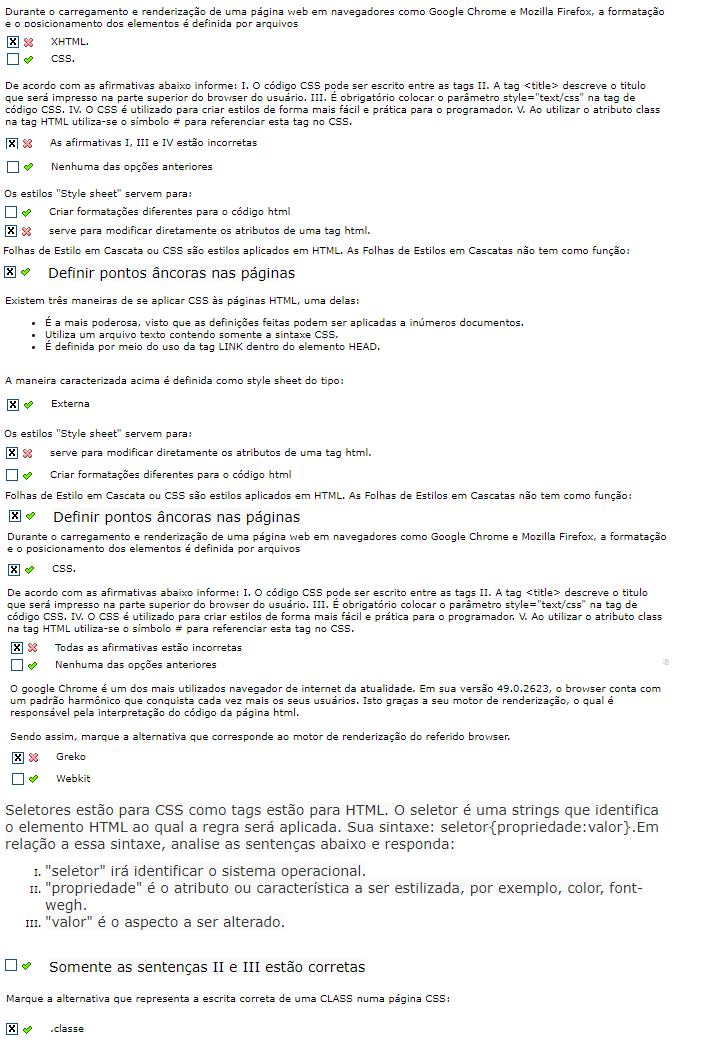 Durante o carregamento e renderização de uma página web em navegadores como Google Chrome e Mozilla Firefox, a formatação
e o posicionamento dos elementos é definida por arquivos
XHTML.
CSS.
De acordo com as afirmativas abaixo informe: I. O código CSS pode ser escrito entre as tags II. A tag <title> descreve o titulo
que será impresso na parte superior do browser do usuário. III. É obrigatório colocar o parâmetro style="text/css" na tag de
código CSS. IV. O CSS é utilizado para criar estilos de forma mais fácil e prática para o programador. V. Ao utilizar o atributo class
na tag HTML utiliza-se o símbolo # para referenciar esta tag no CSS.
As afirmativas I, III e IV estão incorretas
Nenhuma das opções anteriores
Os estilos "Style sheet" servem para:
Criar formatações diferentes para o código html
serve para modificar diretamente os atributos de uma tag html.
Folhas de Estilo em Cascata ou CSS são estilos aplicados em HTML. As Folhas de Estilos em Cascatas não tem como função:
Definir pontos âncoras nas páginas
Existem três maneiras de se aplicar CSS às páginas HTML, uma delas:
• É a mais poderosa, visto que as definições feitas podem ser aplicadas a inúmeros documentos.
• Utiliza um arquivo texto contendo somente a sintaxe CSS.
• É definida por meio do uso da tag LINK dentro do elemento HEAD.
A maneira caracterizada acima é definida como style sheet do tipo:
Externa
Os estilos "Style sheet" servem para:
serve para modificar diretamente os atributos de uma tag html.
Criar formatações diferentes para o código html
Folhas de Estilo em Cascata ou CSS são estilos aplicados em HTML. As Folhas de Estilos em Cascatas não tem como função:
Definir pontos âncoras nas páginas
Durante o carregamento e renderização de uma página web em navegadores como Google Chrome e Mozilla Firefox, a formatação
e o posicionamento dos elementos é definida por arquivos
CSS.
De acordo com as afirmativas abaixo informe: I. O código CSS pode ser escrito entre as tags II. A tag <title> descreve o titulo
que será impresso na parte superior do browser do usuário. III. É obrigatório colocar o parâmetro style="text/css" na tag de
código CSS. IV. O CSS é utilizado para criar estilos de forma mais fácil e prática para o programador. V. Ao utilizar o atributo class
na tag HTML utiliza-se o símbolo # para referenciar esta tag no CSS.
Todas as afirmativas estão incorretas
Nenhuma das opções anteriores
O google Chrome é um dos mais utilizados navegador de internet da atualidade. Em sua versão 49.0.2623, o browser conta com
um padrão harmônico que conquista cada vez mais os seus usuários. Isto graças a seu motor de renderização, o qual é
responsável pela interpretação do código da página html.
Sendo assim, marque a alternativa que corresponde ao motor de renderização do referido browser.
Greko
Webkit
Seletores estão para CSS como tags estão para HTML. O seletor é uma strings que identifica
o elemento HTML ao qual a regra será aplicada. Sua sintaxe: seletor{propriedade:valor}.Em
relação a essa sintaxe, analise as sentenças abaixo e responda:
I. "seletor" irá identificar o sistema operacional.
II. "propriedade" é o atributo ou característica a ser estilizada, por exemplo, color, font-
wegh.
III. "valor" é o aspecto a ser alterado.
Somente as sentenças II e III estão corretas
Marque a alternativa que representa a escrita correta de uma CLASS numa página CSS:
.classe